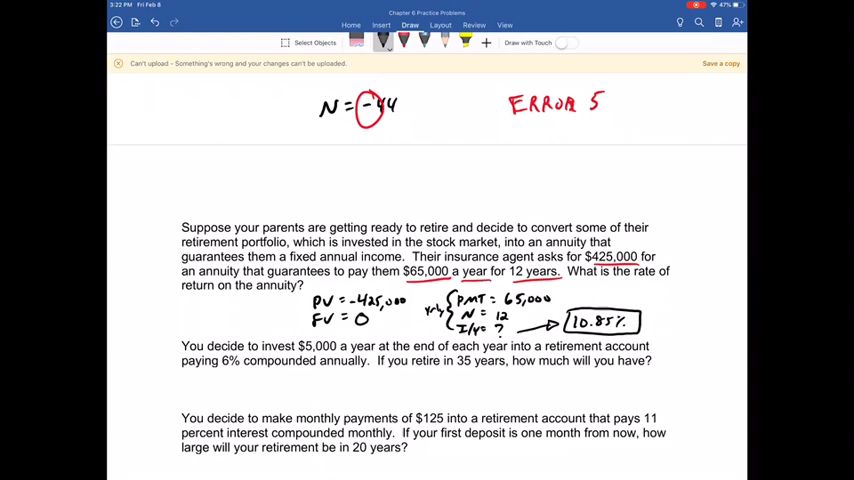 3:22 PM Fri Feb 8
47%
Chapter 6 Practice Problems
Home Insert Draw Layout Review View
Select Objects
Draw with Touch
Can't upload - Something's wrong and your changes can't be uploaded.
Save a copy
N = -44
ERROR 5
Suppose your parents are getting ready to retire and decide to convert some of their
retirement portfolio, which is invested in the stock market, into an annuity that
guarantees them a fixed annual income. Their insurance agent asks for $425,000 for
an annuity that guarantees to pay them $65,000 a year for 12 years. What is the rate of
return on the annuity?
PV = -425,000
FV = 0
yrly
PMT = 65,000
N = 12
I/Y = ?
10.85%
You decide to invest $5,000 a year at the end of each year into a retirement account
paying 6% compounded annually. If you retire in 35 years, how much will you have?
You decide to make monthly payments of $125 into a retirement account that pays 11
percent interest compounded monthly. If your first deposit is one month from now, how
large will your retirement be in 20 years?